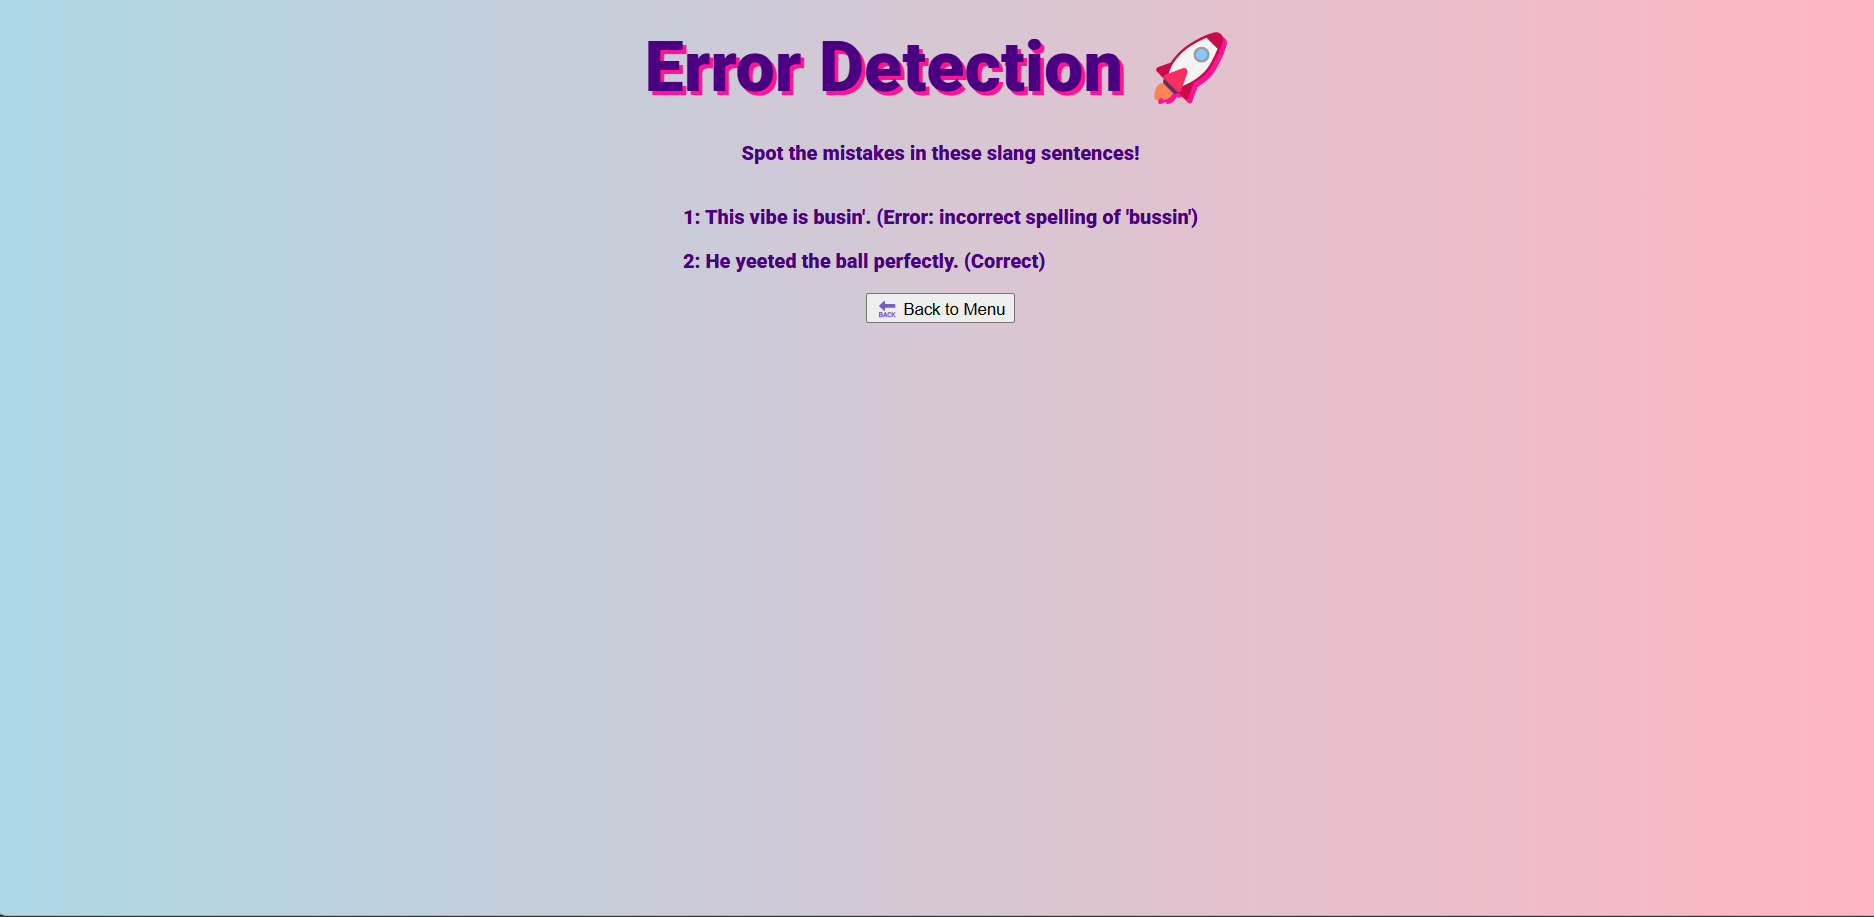 Error Detection 🚀
Spot the mistakes in these slang sentences!
1: This vibe is busin'. (Error: incorrect spelling of 'bussin')
2: He yeeted the ball perfectly. (Correct)
🔙 Back to Menu